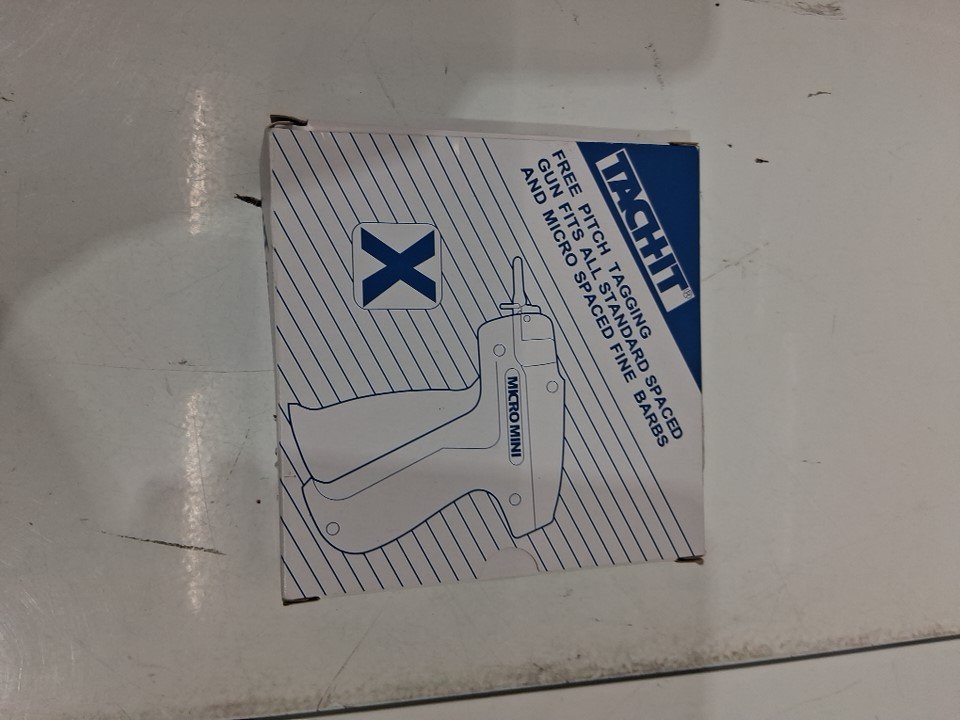 TACH-IT®
FREE PITCH TAGGING
GUN FITS ALL STANDARD SPACED
AND MICRO SPACED FINE BARBS
X
MICRO MINI